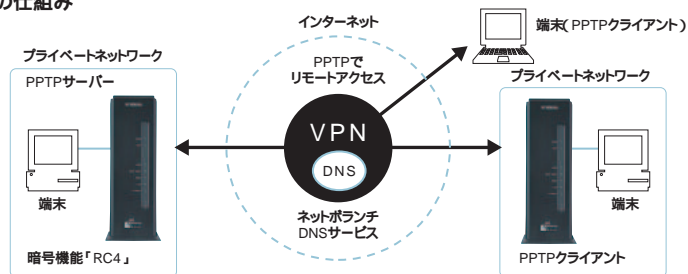 の仕組み
インターネット
端末(PPTPクライアント)
プライベートネットワーク
PPTPサーバー
端末
暗号機能「RC4」
PPTPで
リモートアクセス
VPN
DNS
ネットボランチ
DNSサービス
プライベートネットワーク
端末
PPTPクライアント